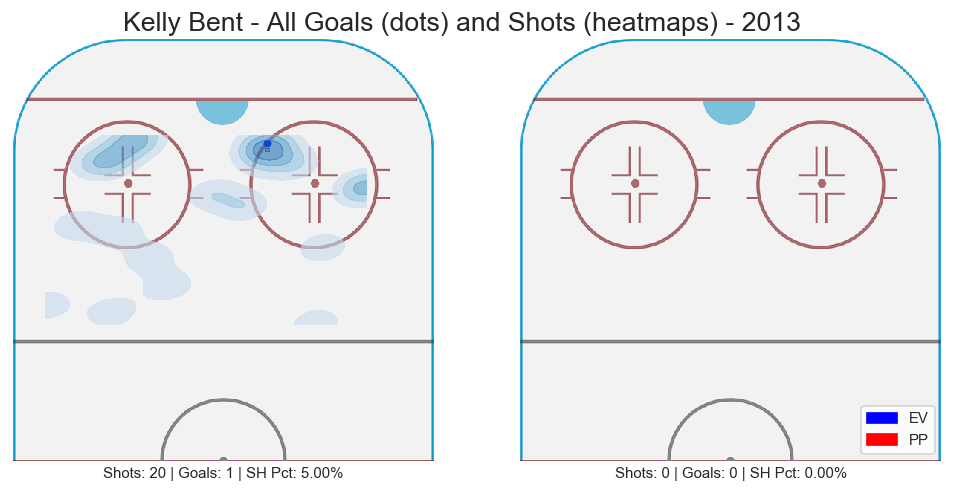 Kelly Bent - All Goals (dots) and Shots (heatmaps) - 2013
EV
PP
Shots: 20 | Goals: 1 | SH Pct: 5.00%
Shots: 0 | Goals: 0 | SH Pct: 0.00%